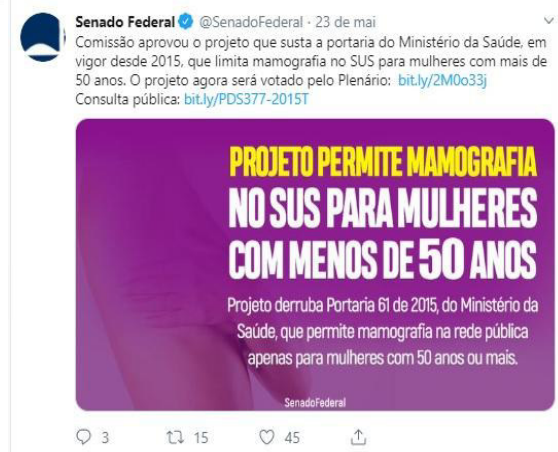 Senado Federal @SenadoFederal · 23 de mai
Comissão aprovou o projeto que susta a portaria do Ministério da Saúde, em
vigor desde 2015, que limita mamografia no SUS para mulheres com mais de
50 anos. O projeto agora será votado pelo Plenário: bit.ly/2M0o33j
Consulta pública: bit.ly/PDS377-2015T
PROJETO PERMITE MAMOGRAFIA
NO SUS PARA MULHERES
COM MENOS DE 50 ANOS
Projeto derruba Portaria 61 de 2015, do Ministério da
Saúde, que permite mamografia na rede pública
apenas para mulheres com 50 anos ou mais.
SenadoFederal
3 15 45